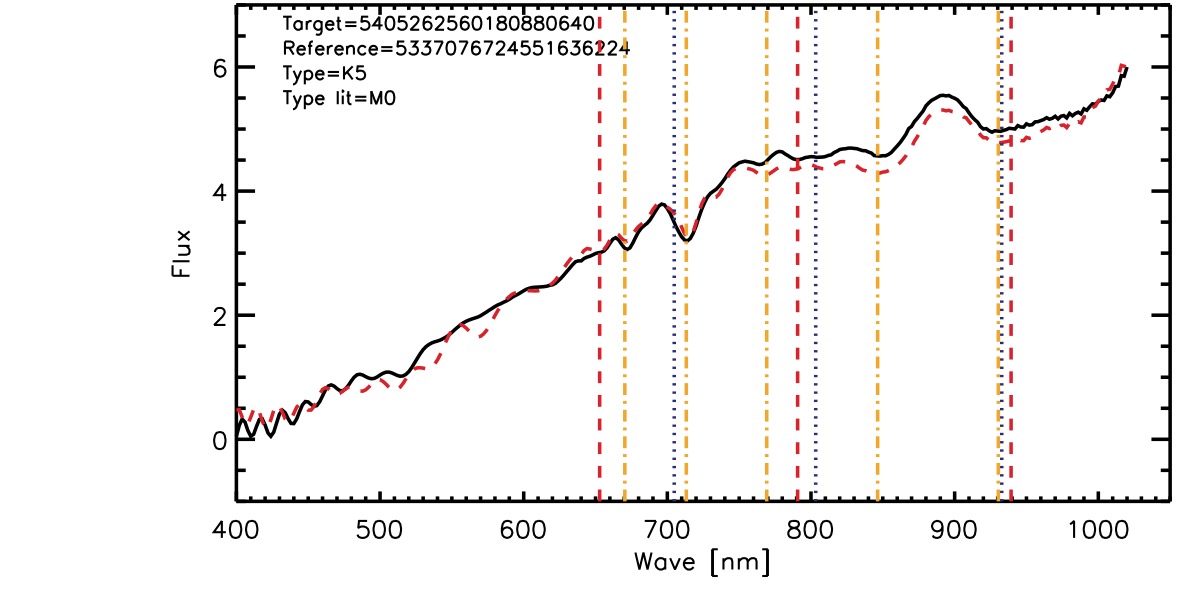 Target=5405262560180880640
Reference=5337076724551636224
Type=K5
Type lit=M0
6
4
2
0
Flux
400 500 600 700 800 900 1000
Wave [nm]